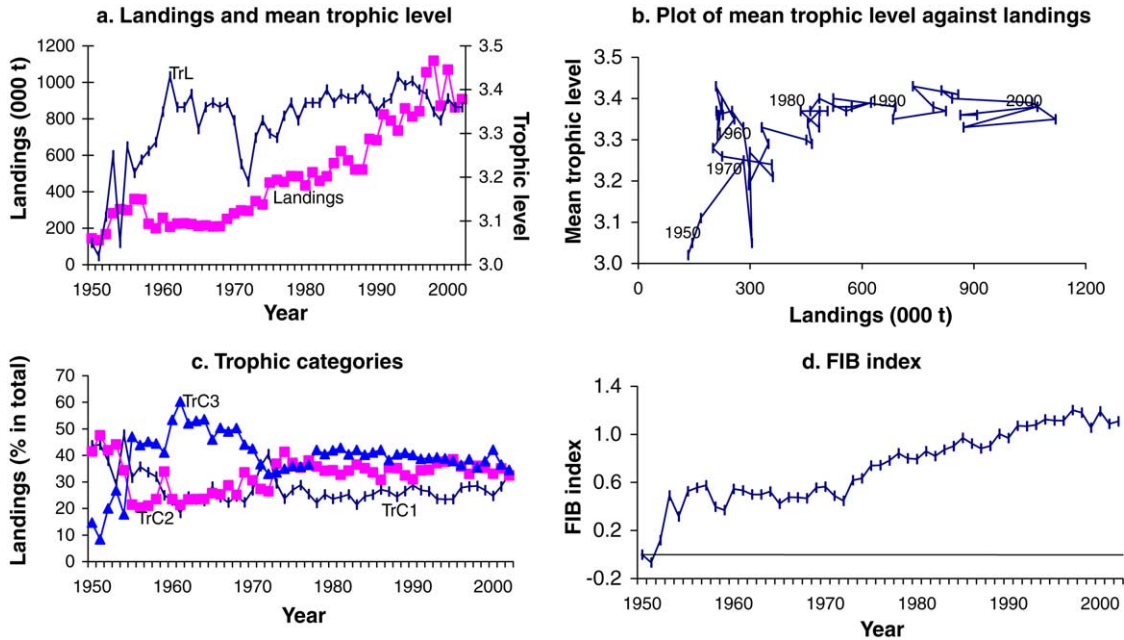 a. Landings and mean trophic level
Landings (000 t)
1200
1000
800
600
400
200
0
3.5
3.4
3.3
3.2
3.1
3.0
Trophic level
TrL
Landings
1950 1960 1970 1980 1990 2000
Year
b. Plot of mean trophic level against landings
Mean trophic level
3.5
3.4
3.3
3.2
3.1
3.0
1980
1990
2000
1960
1970
1950
0 300 600 900 1200
Landings (000 t)
c. Trophic categories
Landings (% in total)
70
60
50
40
30
20
10
0
TrC3
TrC2
TrC1
1950 1960 1970 1980 1990 2000
Year
d. FIB index
FIB index
1.4
1.0
0.6
0.2
-0.2
1950 1960 1970 1980 1990 2000
Year